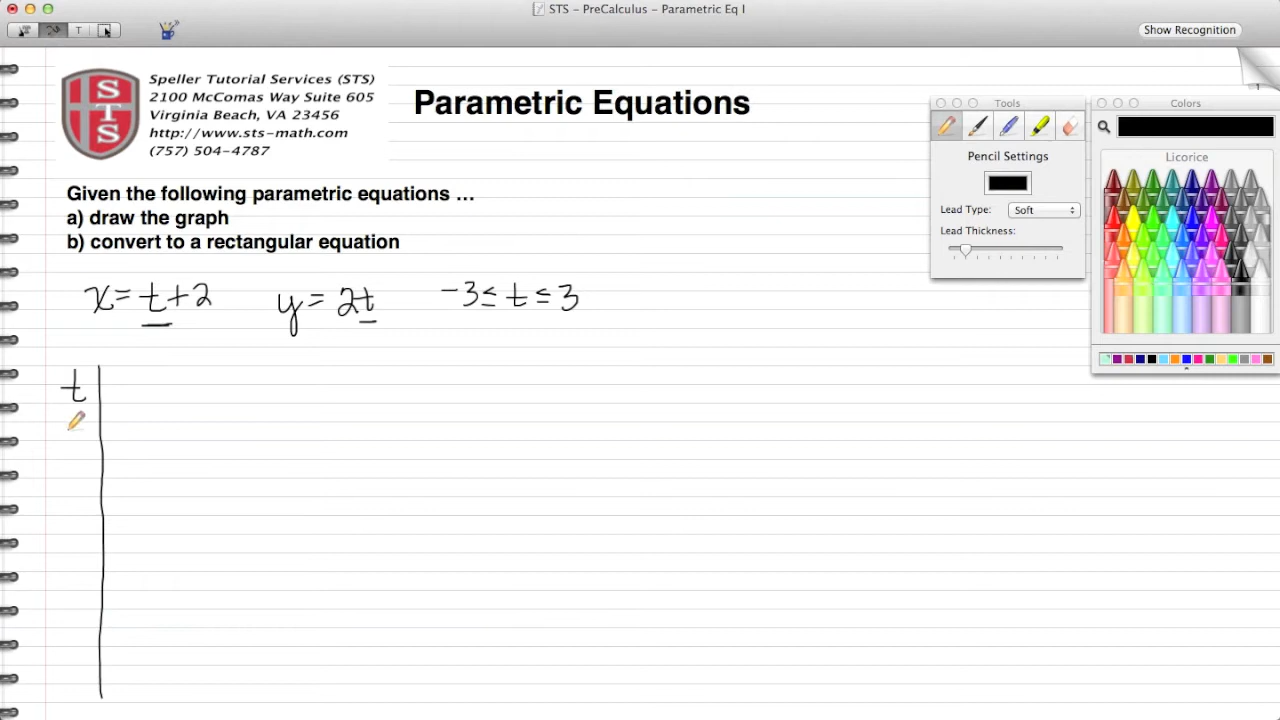 STS - PreCalculus - Parametric Eq I
T
Show Recognition
STS
Speller Tutorial Services (STS)
2100 McComas Way Suite 605
Virginia Beach, VA 23456
http://www.sts-math.com
(757) 504-4787
Parametric Equations
1
Tools
Pencil Settings
Lead Type: Soft
Lead Thickness:
Colors
Licorice
Given the following parametric equations …
a) draw the graph
b) convert to a rectangular equation
x = t + 2 y = 2t -3 ≤ t ≤ 3
t